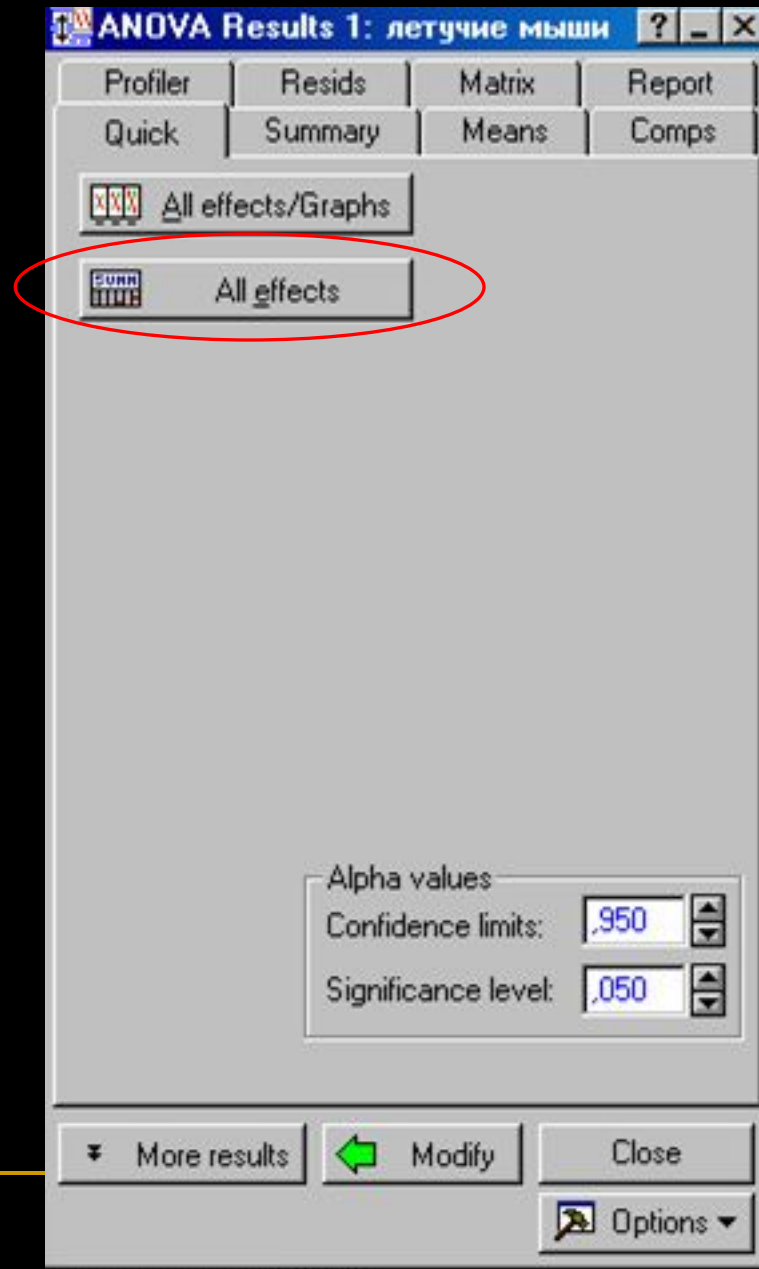 ANOVA Results 1: летучие мыши
Profiler Resids Matrix Report
Quick Summary Means Comps
All effects/Graphs
SUMM
All effects
Alpha values
Confidence limits: ,950
Significance level: ,050
More results Modify Close
Options